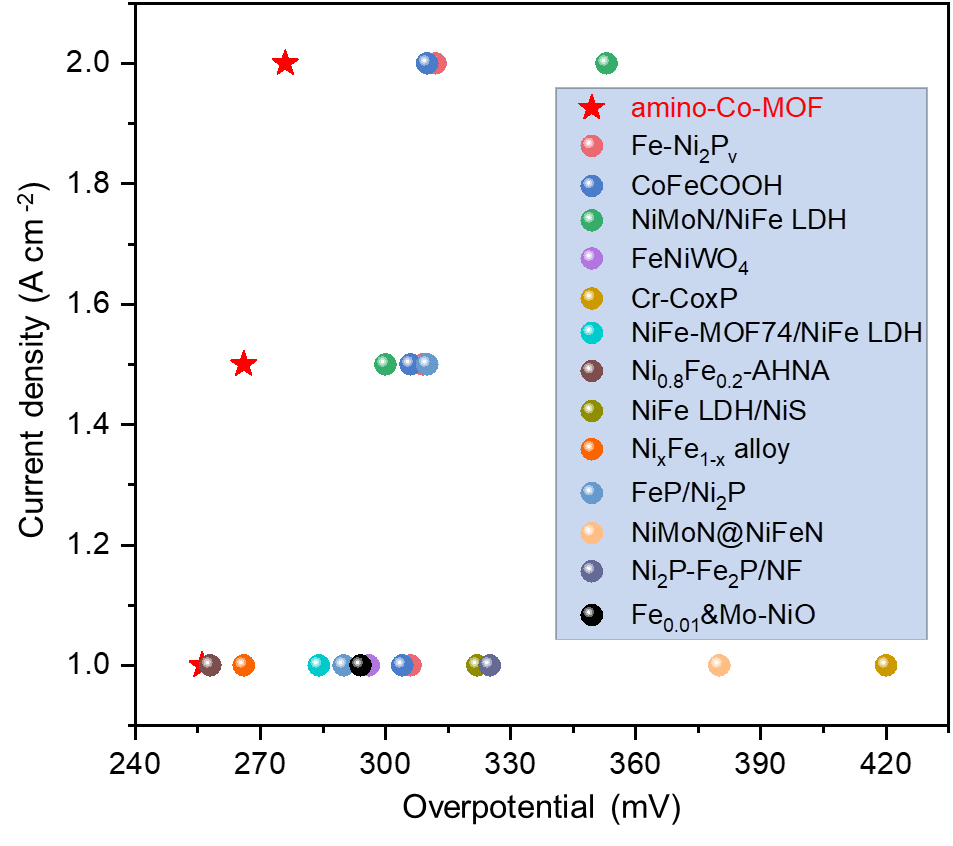 2.0
1.8
1.6
1.4
1.2
1.0
Current density (A cm⁻²)
240 270 300 330 360 390 420
Overpotential (mV)
amino-Co-MOF
Fe-Ni₂Pᵥ
CoFeCOOH
NiMoN/NiFe LDH
FeNiWO₄
Cr-CoxP
NiFe-MOF74/NiFe LDH
Ni₀.₈Fe₀.₂-AHNA
NiFe LDH/NiS
NiₓFe₁₋ₓ alloy
FeP/Ni₂P
NiMoN@NiFeN
Ni₂P-Fe₂P/NF
Fe₀.₀₁&Mo-NiO